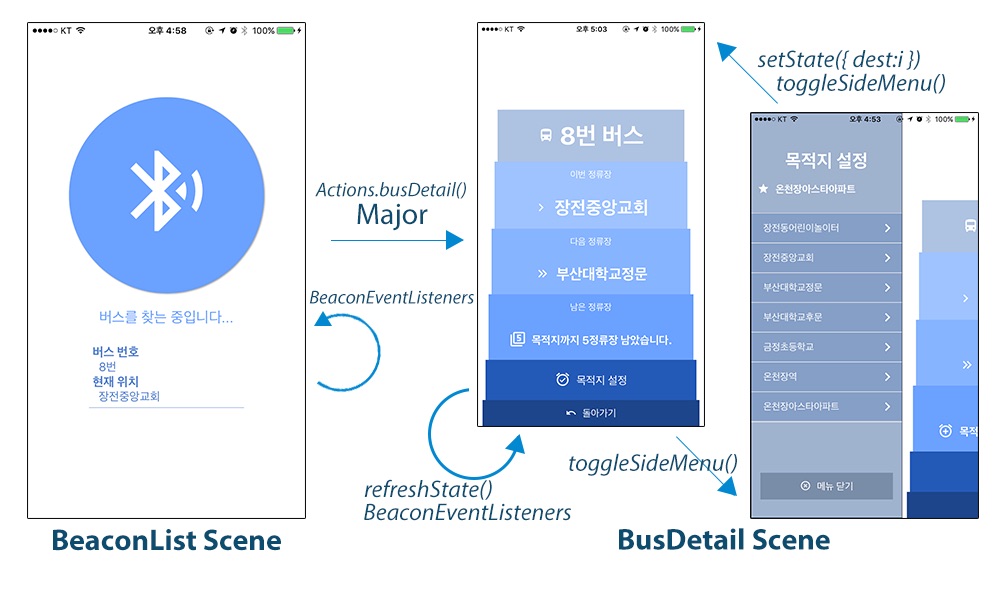 KT
오후 4:58
100%
버스를 찾는 중입니다...
버스 번호
8번
현재 위치
장전중앙교회
BeaconList Scene
Actions.busDetail()
Major
BeaconEventListeners
KT
오후 5:03
100%
8번 버스
이번 정류장
장전중앙교회
다음 정류장
부산대학교정문
남은 정류장
5
목적지까지 5정류장 남았습니다.
목적지 설정
돌아가기
refreshState()
BeaconEventListeners
toggleSideMenu()
setState({ dest:i })
toggleSideMenu()
KT
오후 4:53
100%
목적지 설정
온천장아스타아파트
장전동어린이놀이터
장전중앙교회
부산대학교정문
부산대학교후문
금정초등학교
온천장역
온천장아스타아파트
메뉴 닫기
목적
BusDetail Scene